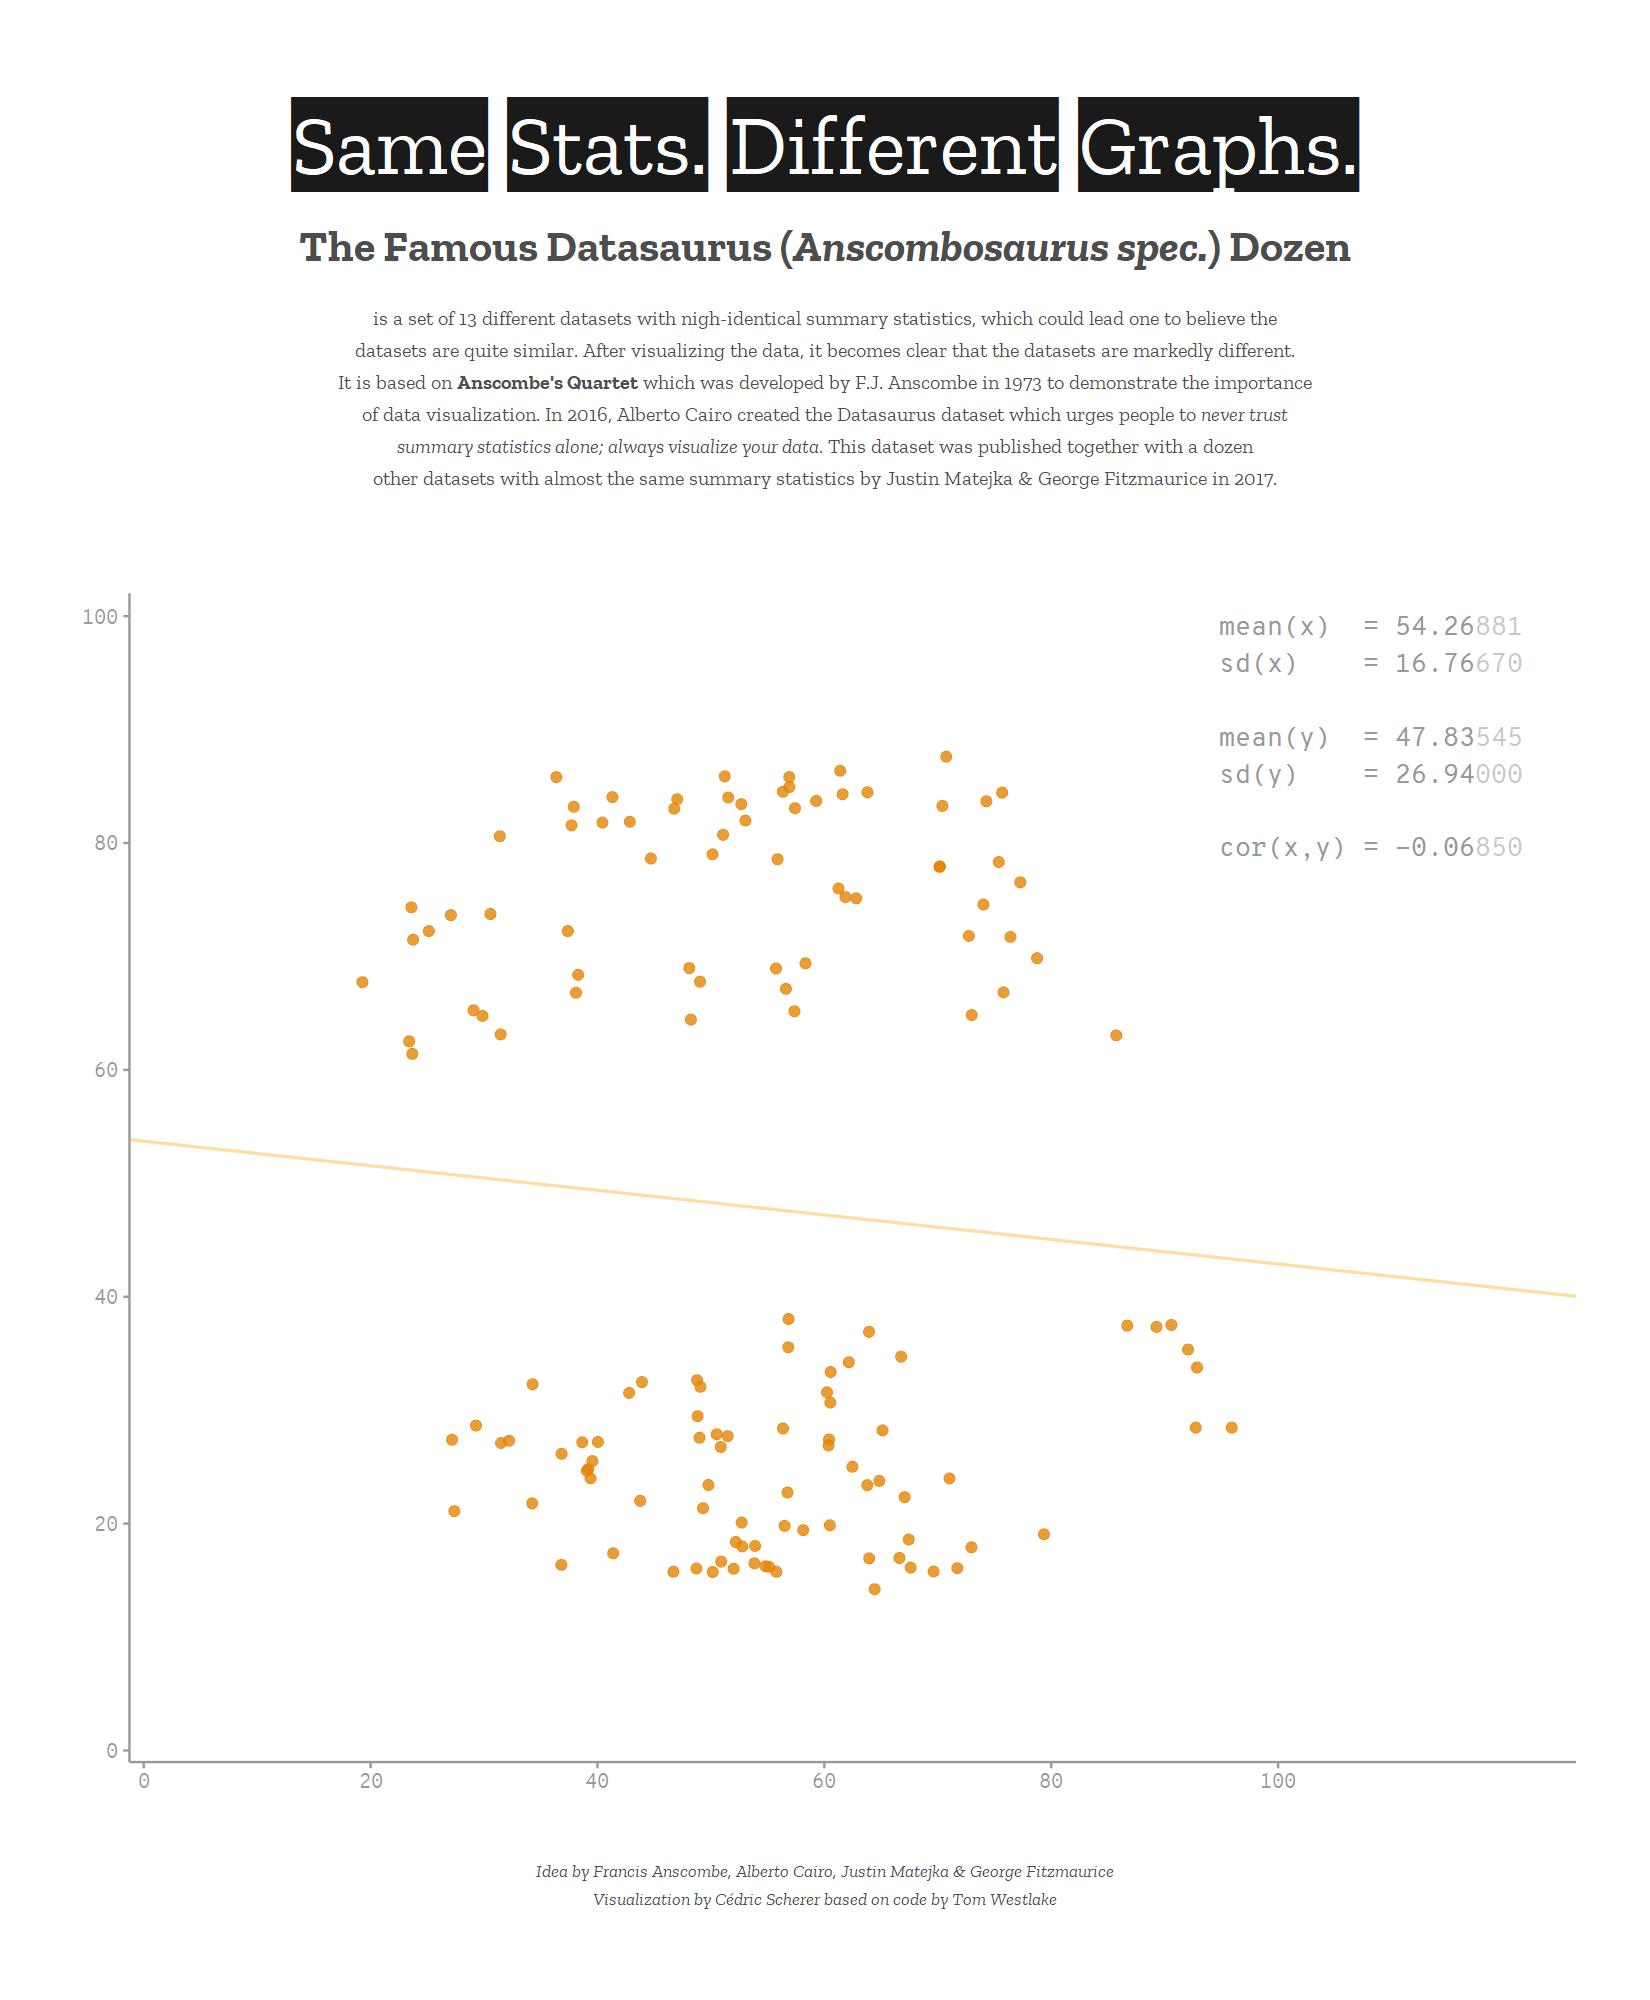 Same Stats. Different Graphs.
The Famous Datasaurus (Anscombosaurus spec.) Dozen
is a set of 13 different datasets with nigh-identical summary statistics, which could lead one to believe the
datasets are quite similar. After visualizing the data, it becomes clear that the datasets are markedly different.
It is based on Anscombe's Quartet which was developed by F.J. Anscombe in 1973 to demonstrate the importance
of data visualization. In 2016, Alberto Cairo created the Datasaurus dataset which urges people to never trust
summary statistics alone; always visualize your data. This dataset was published together with a dozen
other datasets with almost the same summary statistics by Justin Matejka & George Fitzmaurice in 2017.
mean(x) = 54.26881
sd(x) = 16.76670
mean(y) = 47.83545
sd(y) = 26.94000
cor(x,y) = −0.06850
100
80
60
40
20
0
0 20 40 60 80 100
Idea by Francis Anscombe, Alberto Cairo, Justin Matejka & George Fitzmaurice
Visualization by Cédric Scherer based on code by Tom Westlake